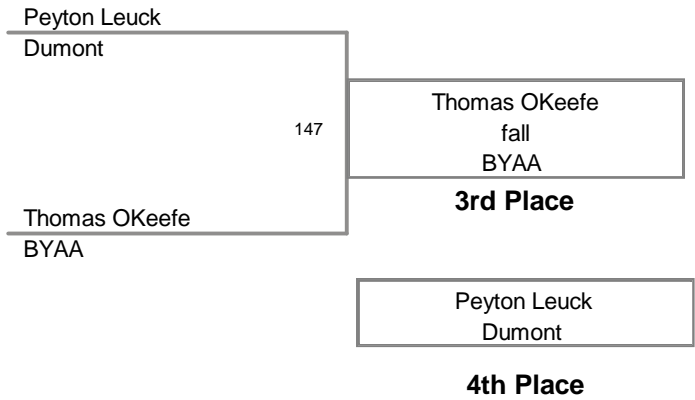 Peyton Leuck
Dumont
Thomas OKeefe
fall
BYAA
147
3rd Place
Thomas OKeefe
BYAA
Peyton Leuck
Dumont
4th Place